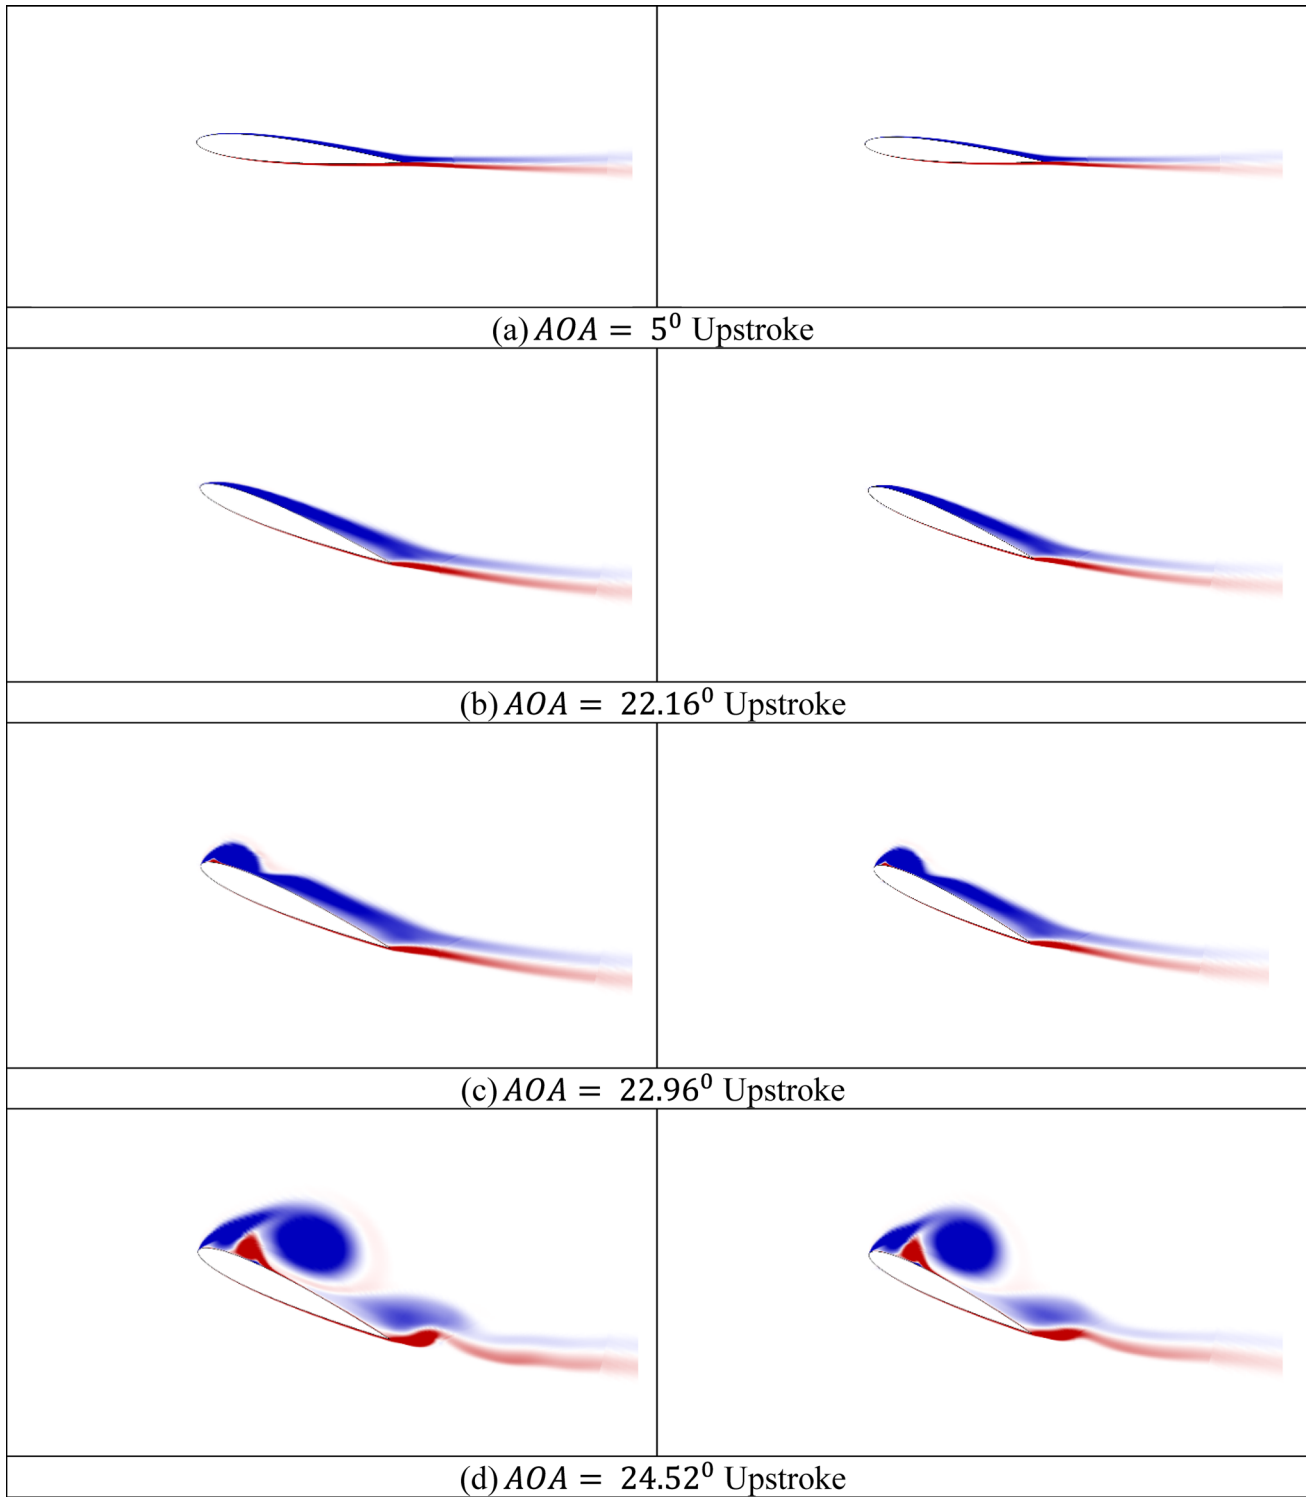 (a) AOA = 5⁰ Upstroke
(b) AOA = 22.16⁰ Upstroke
(c) AOA = 22.96⁰ Upstroke
(d) AOA = 24.52⁰ Upstroke